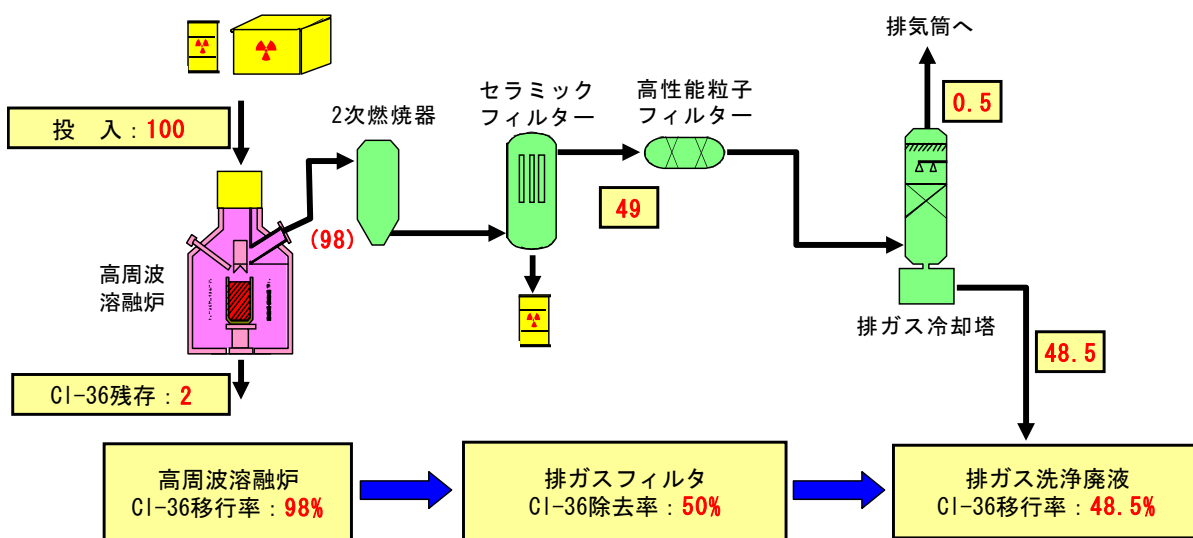 投　入：100
高周波
溶融炉
Cl-36残存：2
(98)
2次燃焼器
セラミック
フィルター
49
高性能粒子
フィルター
排気筒へ
0.5
排ガス冷却塔
48.5
高周波溶融炉
Cl-36移行率：98%
排ガスフィルタ
Cl-36除去率：50%
排ガス洗浄廃液
Cl-36移行率：48.5%